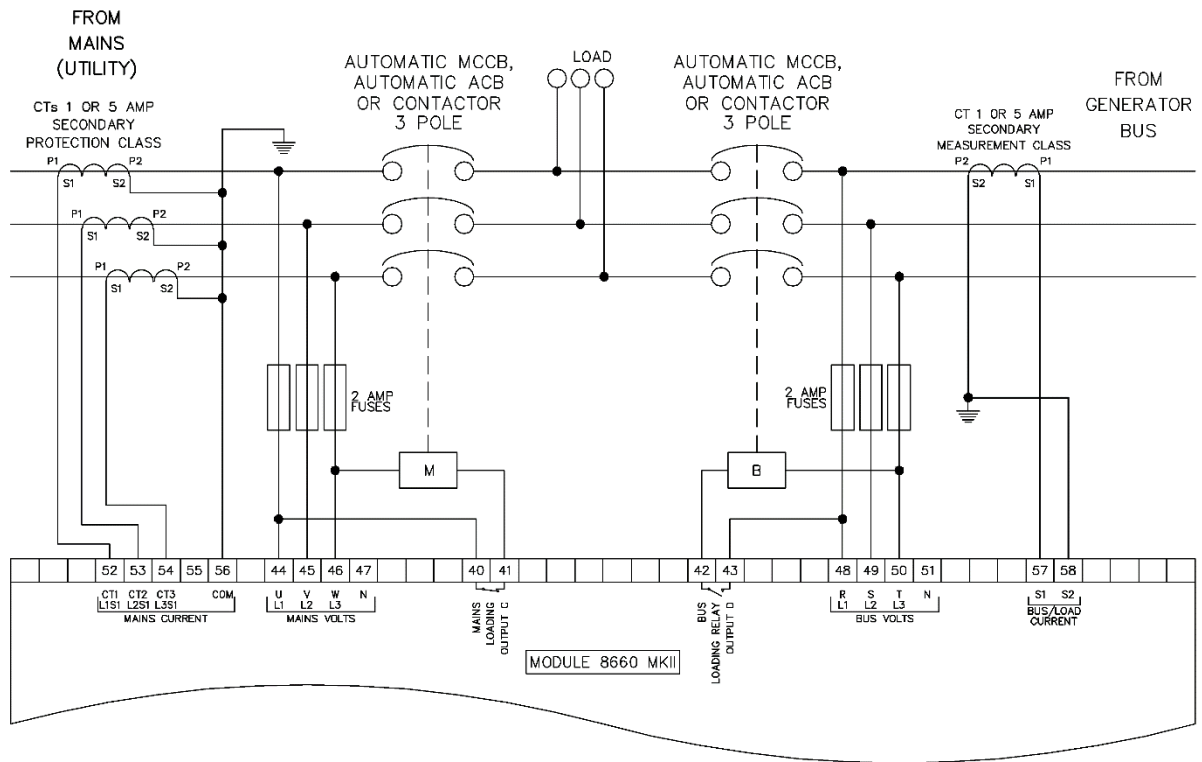 FROM
MAINS
(UTILITY)
CTs 1 OR 5 AMP
SECONDARY
PROTECTION CLASS
AUTOMATIC MCCB,
AUTOMATIC ACB
OR CONTACTOR
3 POLE
LOAD
AUTOMATIC MCCB,
AUTOMATIC ACB
OR CONTACTOR
3 POLE
CT 1 OR 5 AMP
SECONDARY
MEASUREMENT CLASS
FROM
GENERATOR
BUS
P1 P2
S1 S2
P1 P2
S1 S2
P1 P2
S1 S2
P2 P1
S2 S1
2 AMP
FUSES
2 AMP
FUSES
M
B
52 53 54 55 56 44 45 46 47 40 41 42 43 48 49 50 51 57 58
CT1 CT2 CT3 COM
L1S1 L2S1 L3S1
MAINS CURRENT
U V W N
L1 L2 L3
MAINS VOLTS
MAINS
LOADING
OUTPUT C
BUS
LOADING RELAY
OUTPUT D
R S T N
L1 L2 L3
BUS VOLTS
S1 S2
BUS/LOAD
CURRENT
MODULE 8660 MKII